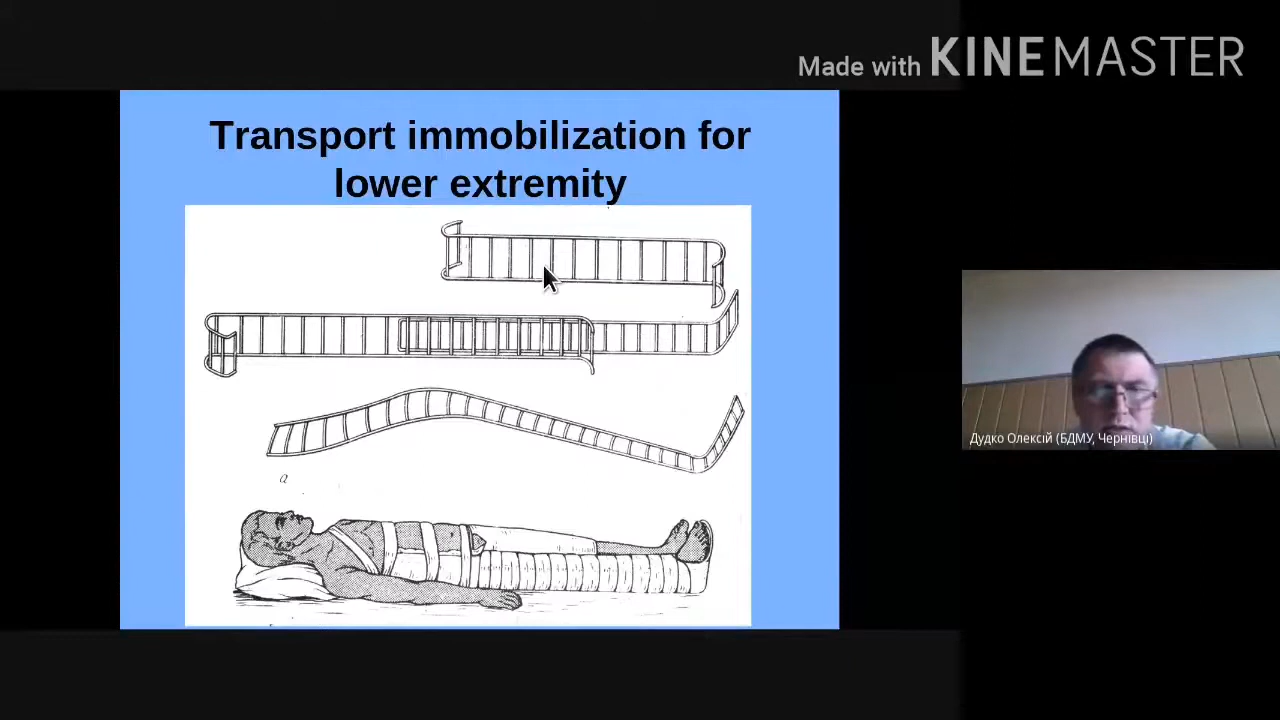 Made with KINEMASTER
Transport immobilization for
lower extremity
a
Дудко Олексій (БДМУ, Чернівці)